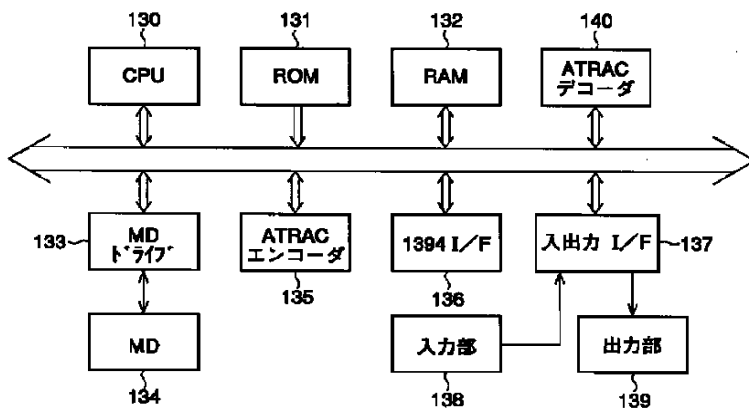 130
131
132
140
CPU
ROM
RAM
ATRAC
デコーダ
133
MD
ドライブ
ATRAC
エンコーダ
135
1394 I/F
136
入出力 I/F
137
MD
134
入力部
138
出力部
139